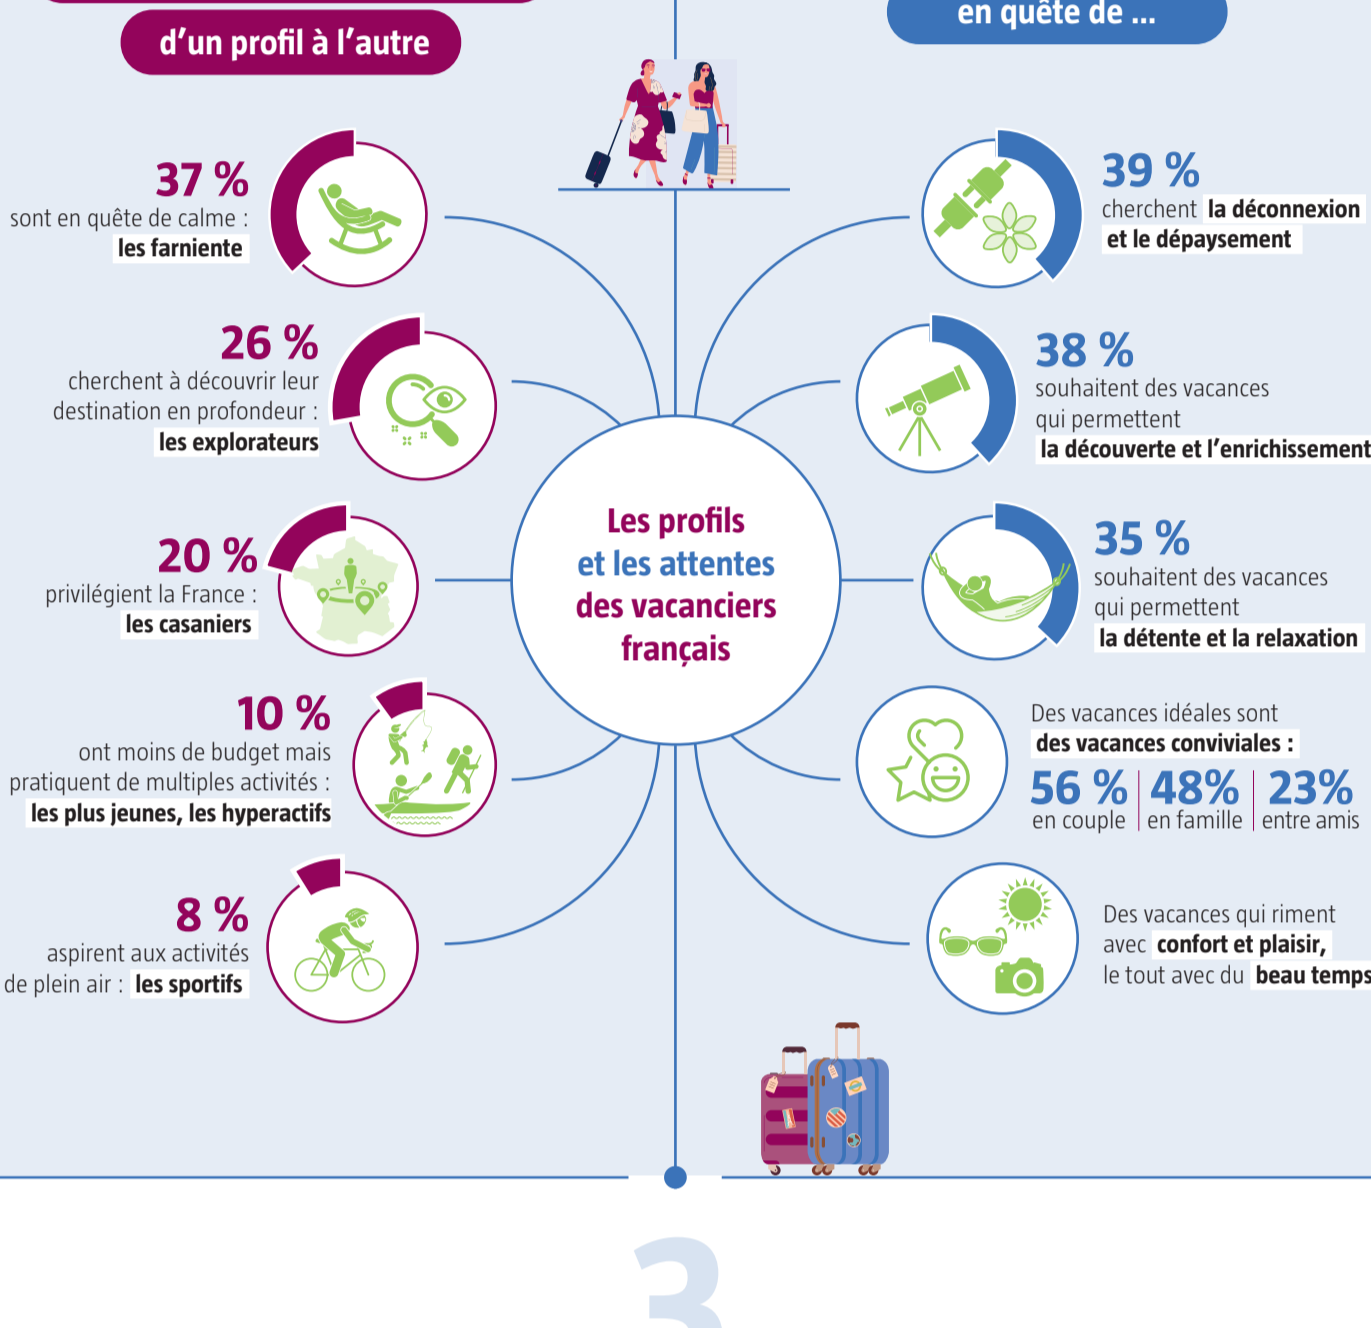 d’un profil à l’autre
en quête de ...
37 %
sont en quête de calme :
les farniente
26 %
cherchent à découvrir leur
destination en profondeur :
les explorateurs
20 %
privilégient la France :
les casaniers
10 %
ont moins de budget mais
pratiquent de multiples activités :
les plus jeunes, les hyperactifs
8 %
aspirent aux activités
de plein air : les sportifs
Les profils
et les attentes
des vacanciers
français
39 %
cherchent la déconnexion
et le dépaysement
38 %
souhaitent des vacances
qui permettent
la découverte et l’enrichissement
35 %
souhaitent des vacances
qui permettent
la détente et la relaxation
Des vacances idéales sont
des vacances conviviales :
56 % 48% 23%
en couple en famille entre amis
Des vacances qui riment
avec confort et plaisir,
le tout avec du beau temps
3